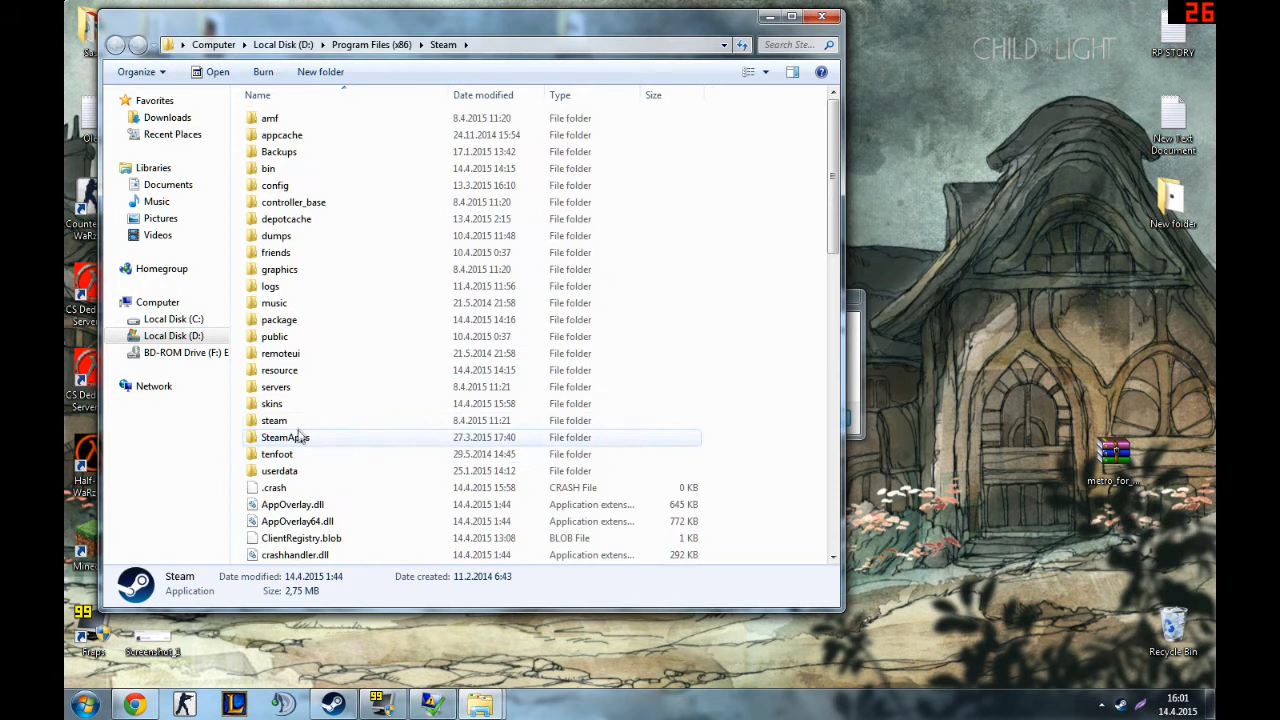 26
CHILD OF LIGHT
Computer Local Disk (D:) Program Files (x86) Steam
Search Ste...
Organize Open Burn New folder
Name Date modified Type Size
Favorites
Downloads
Recent Places
Libraries
Documents
Music
Pictures
Videos
Homegroup
Computer
Local Disk (C:)
Local Disk (D:)
BD-ROM Drive (F:) E
Network
amf 8.4.2015 11:20 File folder
appcache 24.11.2014 15:54 File folder
Backups 17.1.2015 13:42 File folder
bin 14.4.2015 14:15 File folder
config 13.3.2015 16:10 File folder
controller_base 8.4.2015 11:20 File folder
depotcache 13.4.2015 2:15 File folder
dumps 10.4.2015 11:48 File folder
friends 10.4.2015 0:37 File folder
graphics 8.4.2015 11:20 File folder
logs 11.4.2015 11:56 File folder
music 21.5.2014 21:58 File folder
package 14.4.2015 14:16 File folder
public 10.4.2015 0:37 File folder
remoteui 21.5.2014 21:58 File folder
resource 14.4.2015 14:15 File folder
servers 8.4.2015 11:21 File folder
skins 14.4.2015 15:58 File folder
steam 8.4.2015 11:21 File folder
SteamApps 27.3.2015 17:40 File folder
tenfoot 29.5.2014 14:45 File folder
userdata 25.1.2015 14:12 File folder
.crash 14.4.2015 15:58 CRASH File 0 KB
AppOverlay.dll 14.4.2015 1:44 Application extens... 645 KB
AppOverlay64.dll 14.4.2015 1:44 Application extens... 772 KB
ClientRegistry.blob 14.4.2015 13:08 BLOB File 1 KB
crashhandler.dll 14.4.2015 1:44 Application extens... 292 KB
Steam Date modified: 14.4.2015 1:44 Date created: 11.2.2014 6:43
Application Size: 2,75 MB
Sa
Ol
Count
WaRz
CS Ded
Server
CS Ded
Server
Half-
WaRz
Minec
99
Fraps
Screenshot_1
RP STORY
New Text
Document
New folder
metro_for_...
Recycle Bin
99
16:01
14.4.2015